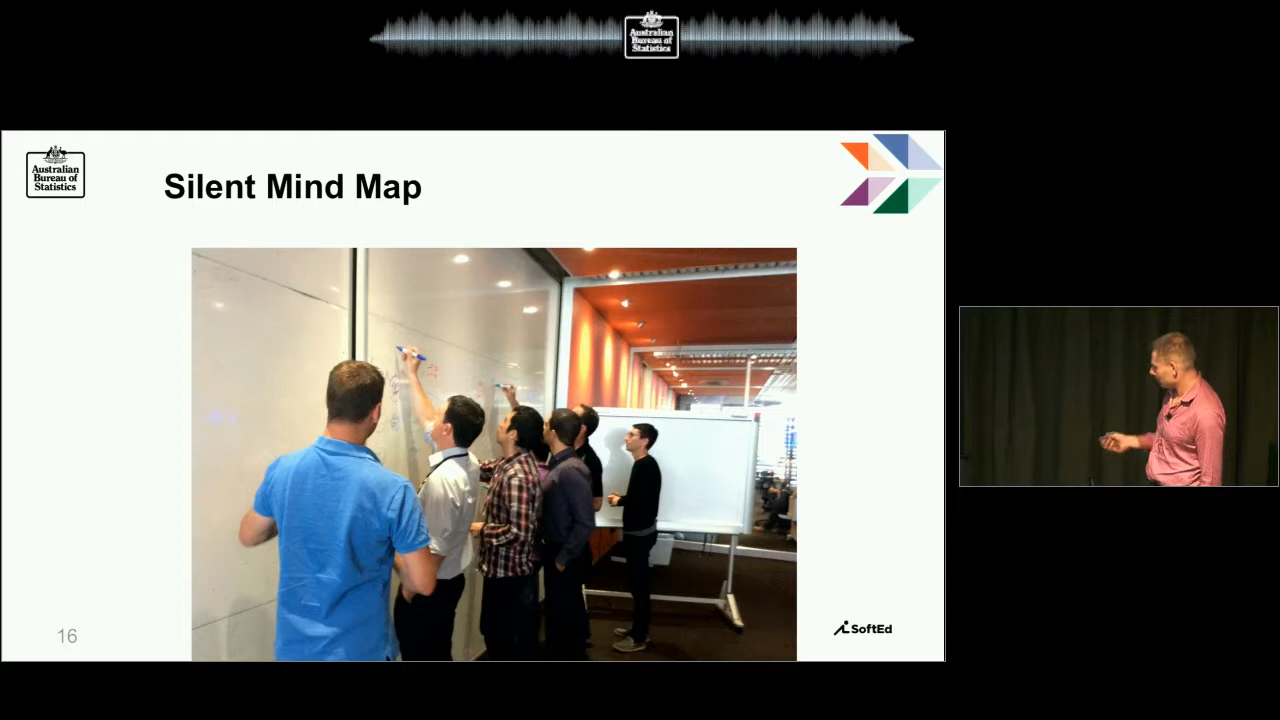 Australian
Bureau of
Statistics
Australian
Bureau of
Statistics
Silent Mind Map
16
SoftEd